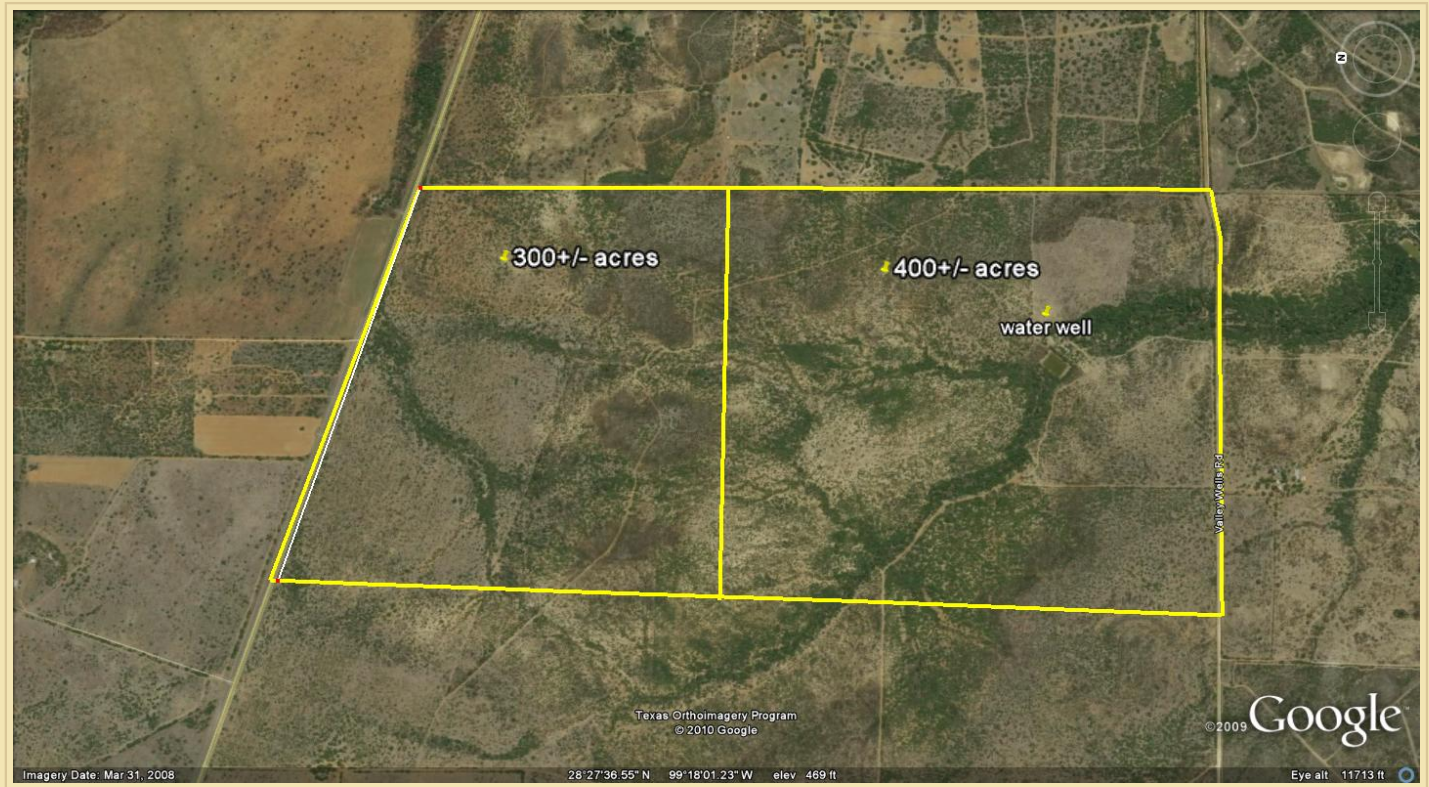 N
300+/- acres
400+/- acres
water well
Valley Wells Rd
Texas Orthoimagery Program
© 2010 Google
©2009 Google
Imagery Date: Mar 31, 2008
28°27'36.55" N 99°18'01.23" W elev 469 ft
Eye alt 11713 ft